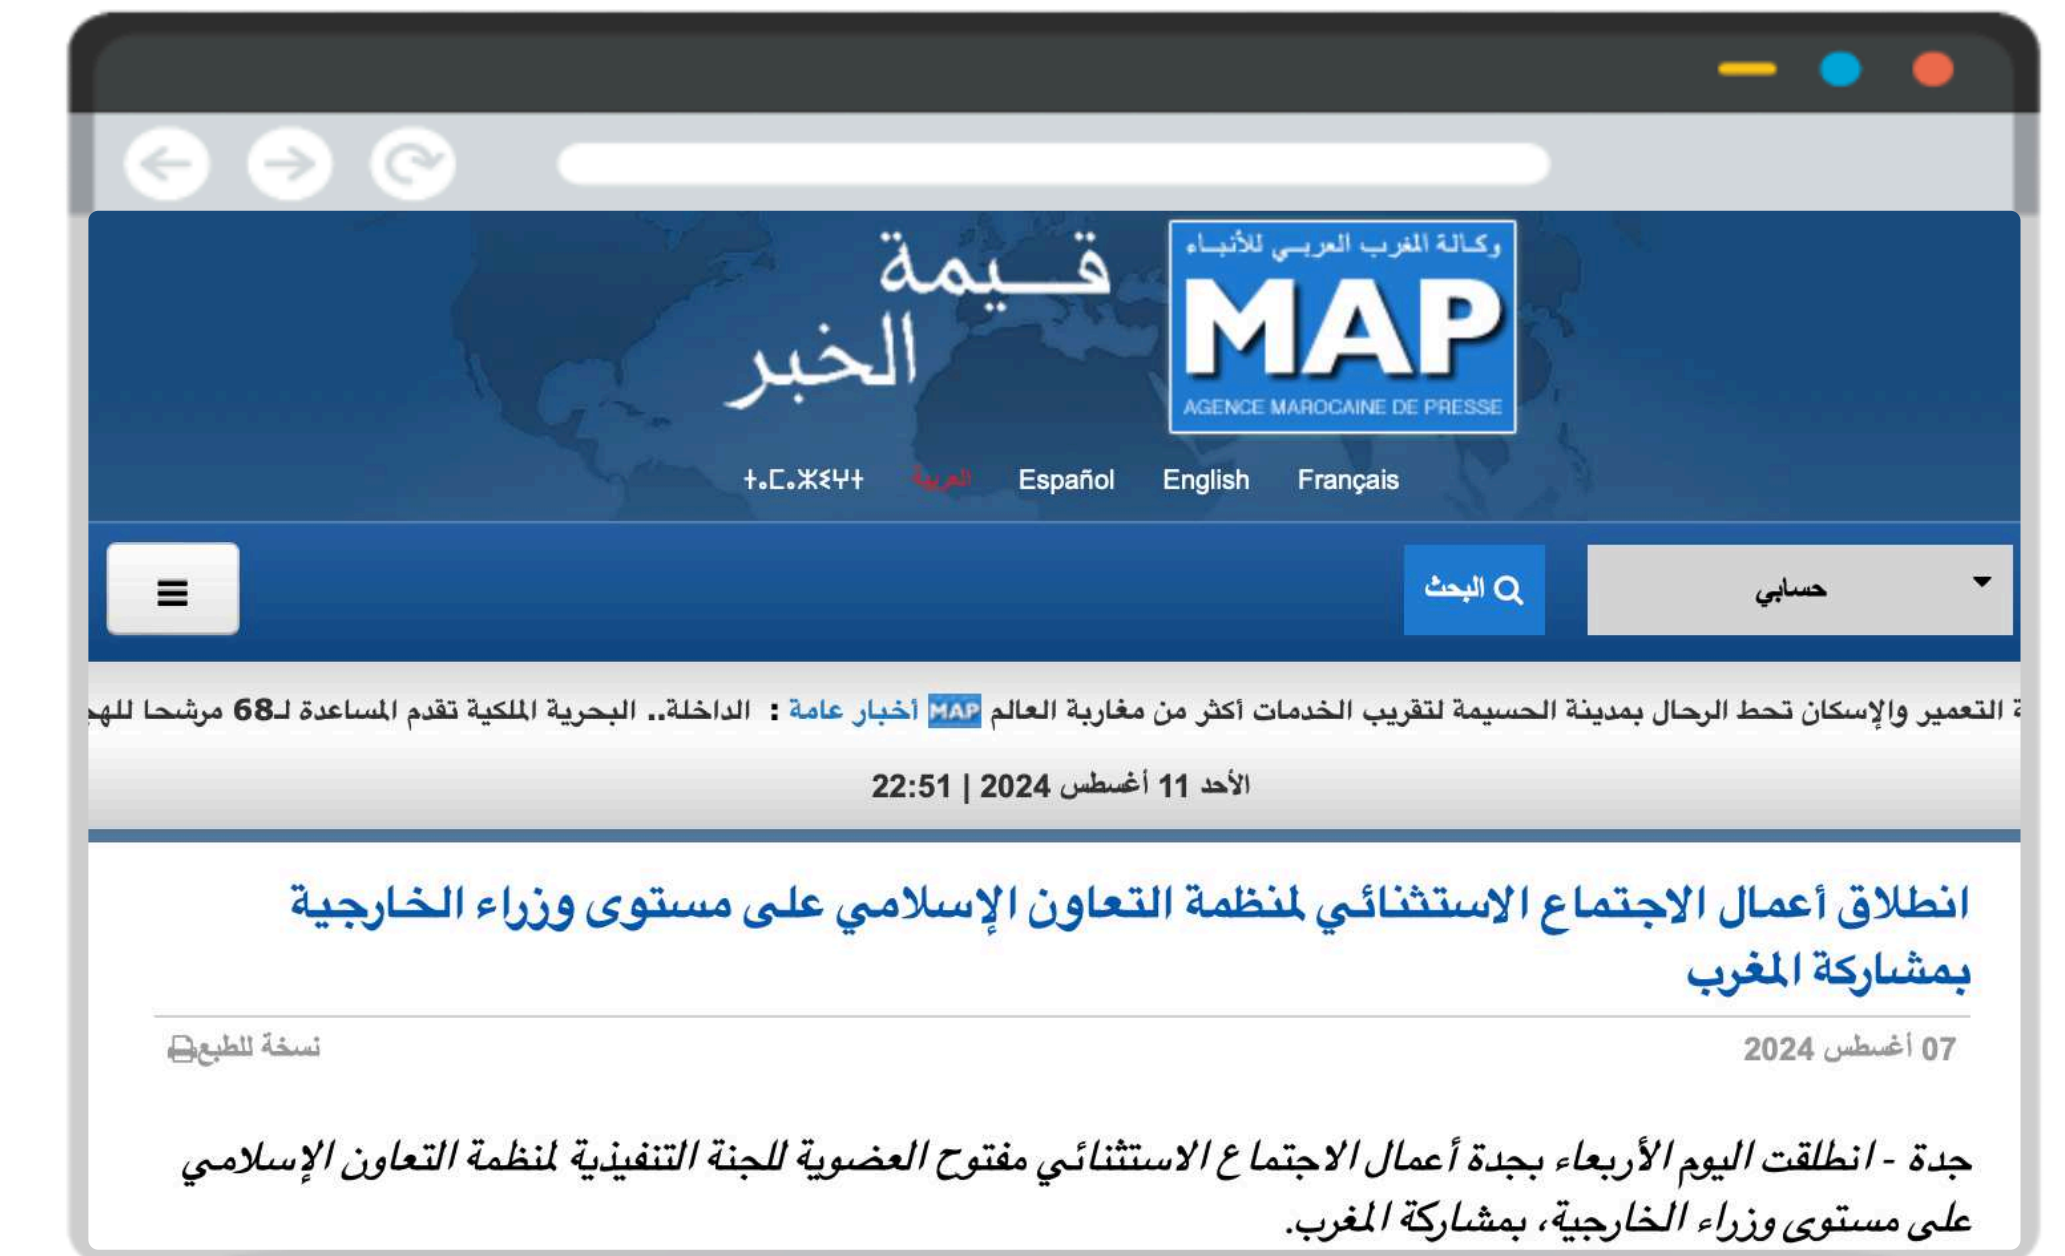 وكالة المغرب العربي للأنباء
MAP
AGENCE MAROCAINE DE PRESSE
قيمة
الخبر
Français English Español العربية ⵜⴰⵎⴰⵣⵉⵖⵜ
حسابي
البحث
ة التعمير والإسكان تحط الرحال بمدينة الحسيمة لتقريب الخدمات أكثر من مغاربة العالم MAP أخبار عامة : الداخلة.. البحرية الملكية تقدم المساعدة لـ68 مرشحا للهج
الأحد 11 أغسطس 2024 | 22:51
انطلاق أعمال الاجتماع الاستثنائي لمنظمة التعاون الإسلامي على مستوى وزراء الخارجية
بمشاركة المغرب
07 أغسطس 2024
نسخة للطبع
جدة - انطلقت اليوم الأربعاء بجدة أعمال الاجتماع الاستثنائي مفتوح العضوية للجنة التنفيذية لمنظمة التعاون الإسلامي
على مستوى وزراء الخارجية، بمشاركة المغرب.